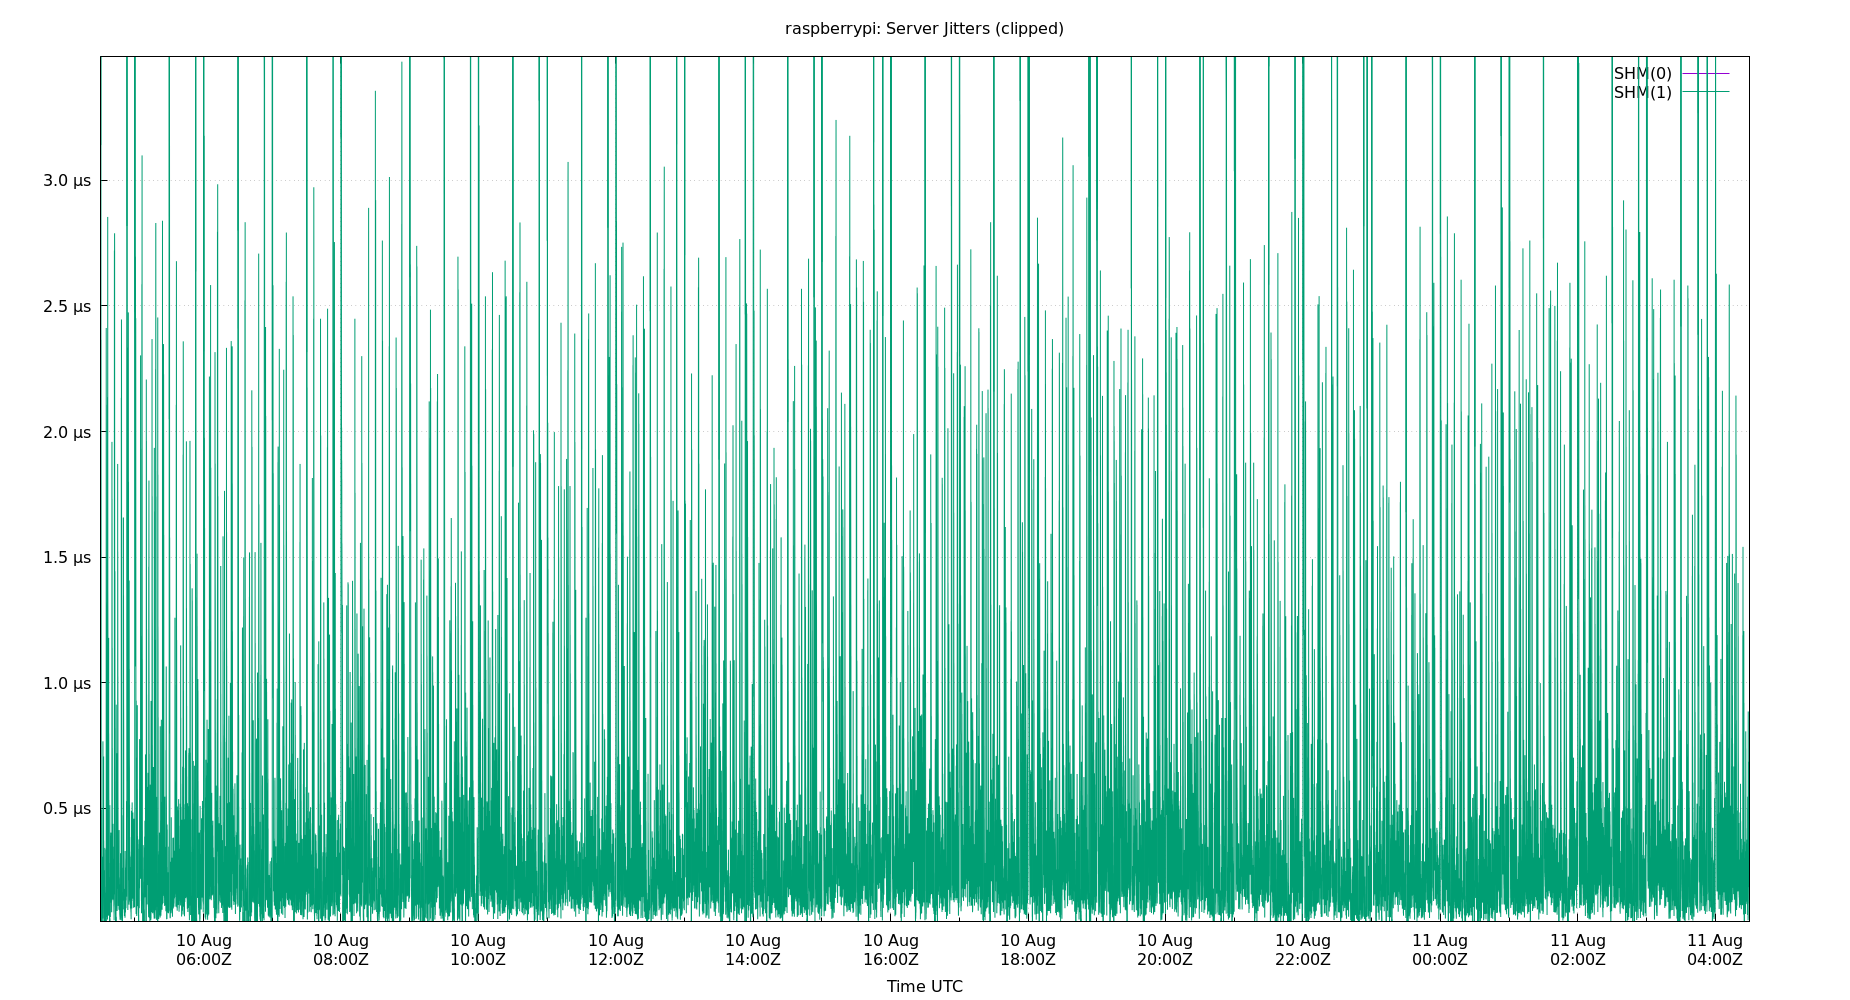 raspberrypi: Server Jitters (clipped)
SHM(0)
SHM(1)
3.0 µs
2.5 µs
2.0 µs
1.5 µs
1.0 µs
0.5 µs
10 Aug 10 Aug 10 Aug 10 Aug 10 Aug 10 Aug 10 Aug 10 Aug 10 Aug 11 Aug 11 Aug 11 Aug
06:00Z 08:00Z 10:00Z 12:00Z 14:00Z 16:00Z 18:00Z 20:00Z 22:00Z 00:00Z 02:00Z 04:00Z
Time UTC